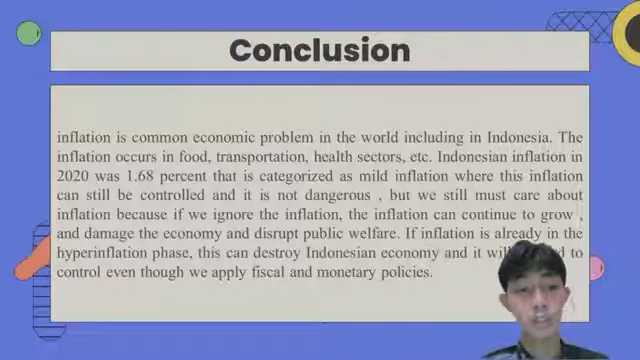 Conclusion
inflation is common economic problem in the world including in Indonesia. The
inflation occurs in food, transportation, health sectors, etc. Indonesian inflation in
2020 was 1.68 percent that is categorized as mild inflation where this inflation
can still be controlled and it is not dangerous , but we still must care about
inflation because if we ignore the inflation, the inflation can continue to grow ,
and damage the economy and disrupt public welfare. If inflation is already in the
hyperinflation phase, this can destroy Indonesian economy and it to
control even though we apply fiscal and monetary policies.